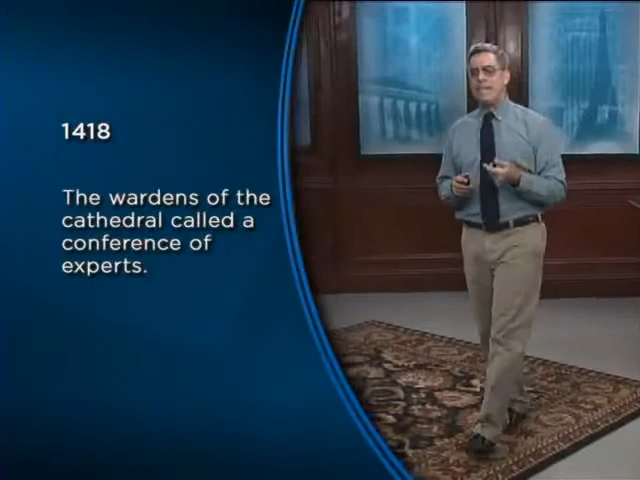 1418
The wardens of the
cathedral called a
conference of
experts.